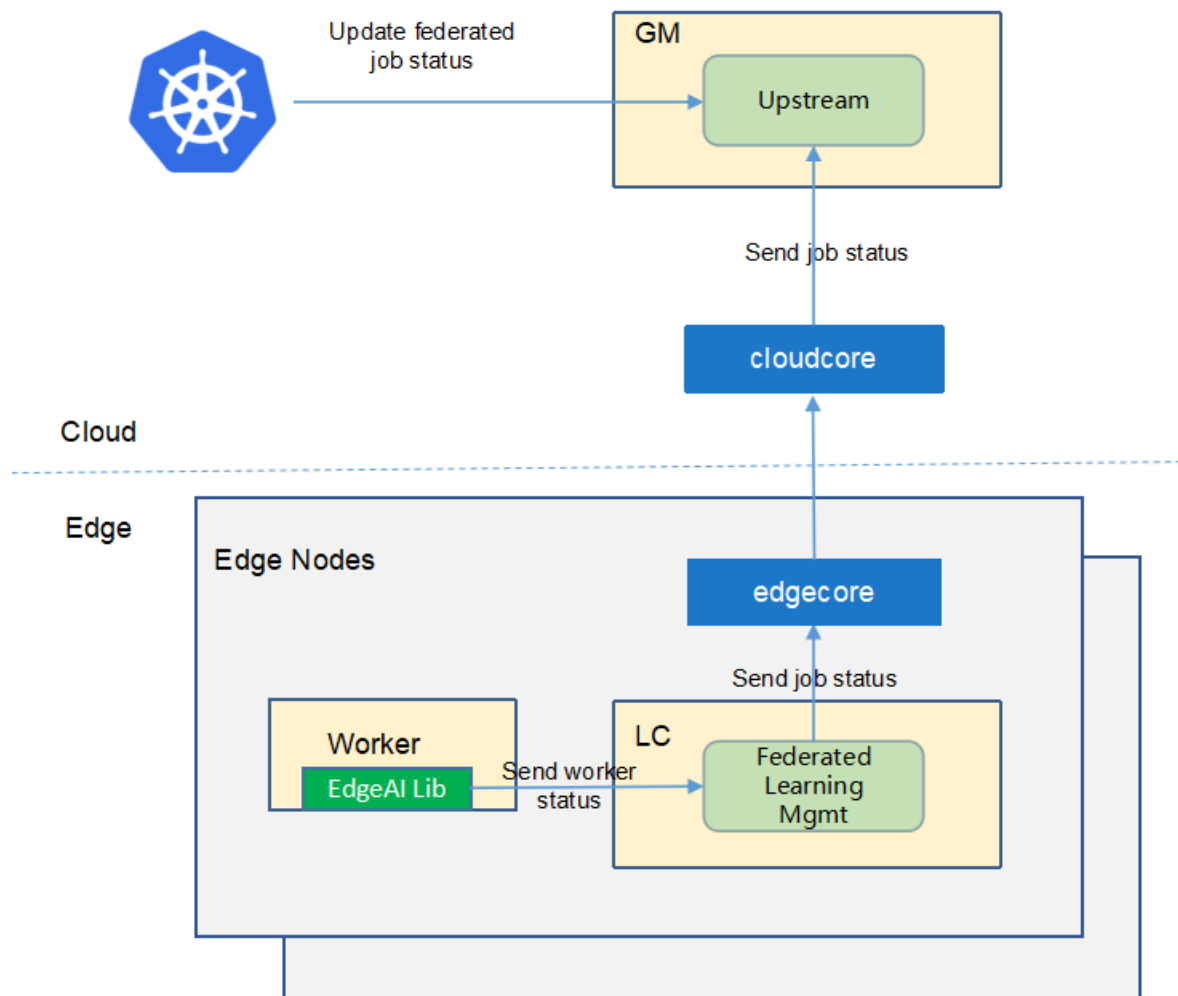 Update federated
job status
GM
Upstream
Send job status
cloudcore
Cloud
Edge
Edge Nodes
edgecore
Send job status
Worker
EdgeAI Lib
Send worker
status
LC
Federated
Learning
Mgmt